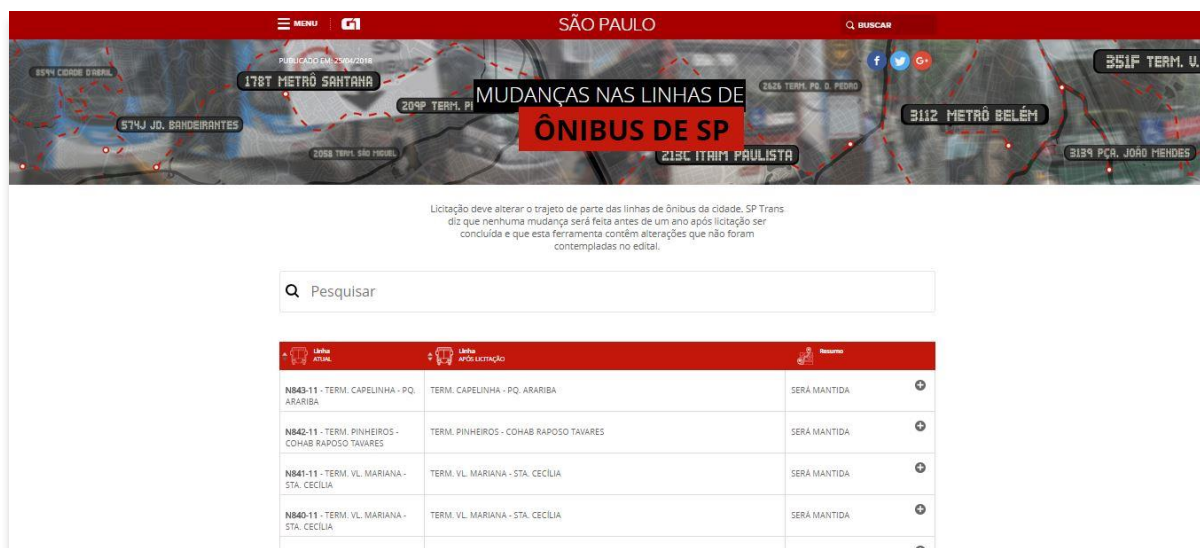 MENU
G1
SÃO PAULO
BUSCAR
PUBLICADO EM: 25/04/2018
8594 CIDADE D'ABRIL
178T METRÔ SANTANA
209P TERM. PI
574J JD. BANDEIRANTES
2058 TERM. SÃO MIGUEL
MUDANÇAS NAS LINHAS DE
ÔNIBUS DE SP
f
G+
2626 TERM. PQ. D. PEDRO
213C ITAIM PAULISTA
351F TERM. V.
3112 METRÔ BELÉM
3139 PÇA. JOÃO MENDES
Licitação deve alterar o trajeto de parte das linhas de ônibus da cidade. SP Trans
diz que nenhuma mudança será feita antes de um ano após licitação ser
concluída e que esta ferramenta contêm alterações que não foram
contempladas no edital.
Pesquisar
Linha
ATUAL
Linha
APÓS LICITAÇÃO
Resumo
N843-11 - TERM. CAPELINHA - PQ.
ARARIBA
TERM. CAPELINHA - PQ. ARARIBA
SERÁ MANTIDA
N842-11 - TERM. PINHEIROS -
COHAB RAPOSO TAVARES
TERM. PINHEIROS - COHAB RAPOSO TAVARES
SERÁ MANTIDA
N841-11 - TERM. VL. MARIANA -
STA. CECÍLIA
TERM. VL. MARIANA - STA. CECÍLIA
SERÁ MANTIDA
N840-11 - TERM. VL. MARIANA -
STA. CECÍLIA
TERM. VL. MARIANA - STA. CECÍLIA
SERÁ MANTIDA